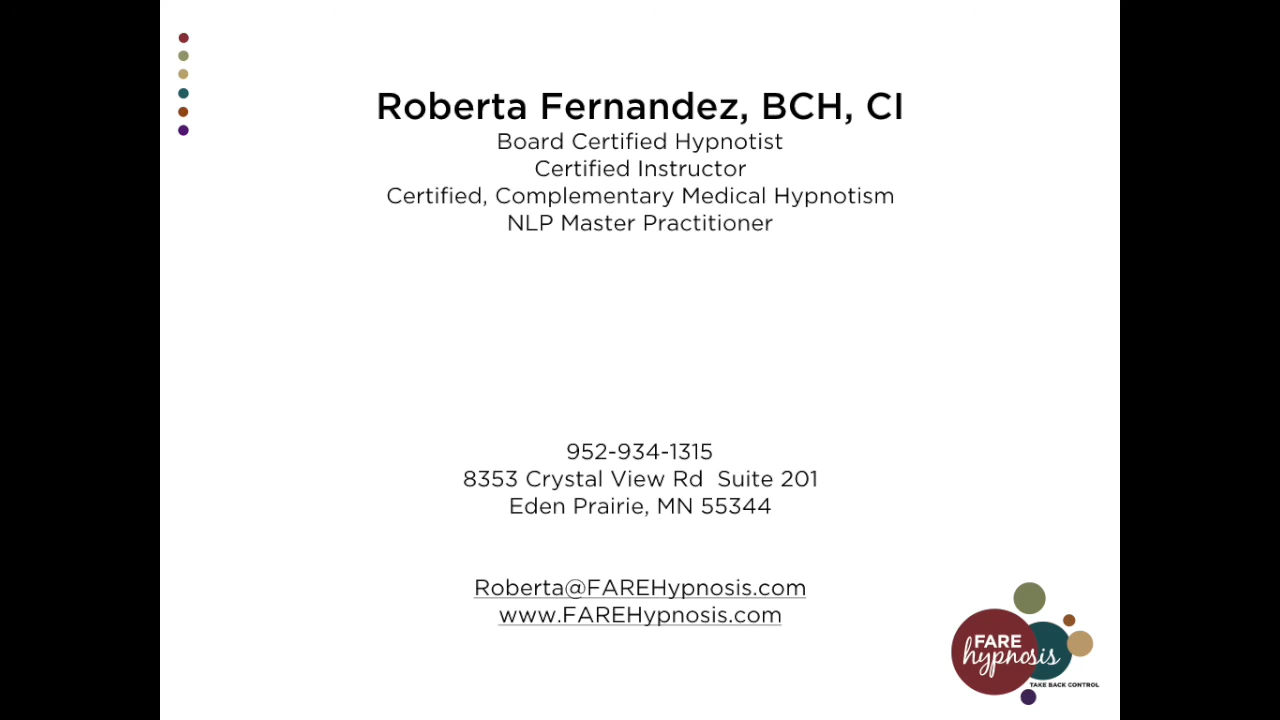 Roberta Fernandez, BCH, CI
Board Certified Hypnotist
Certified Instructor
Certified, Complementary Medical Hypnotism
NLP Master Practitioner
952-934-1315
8353 Crystal View Rd  Suite 201
Eden Prairie, MN 55344
Roberta@FAREHypnosis.com
www.FAREHypnosis.com
FARE
hypnosis
TAKE BACK CONTROL